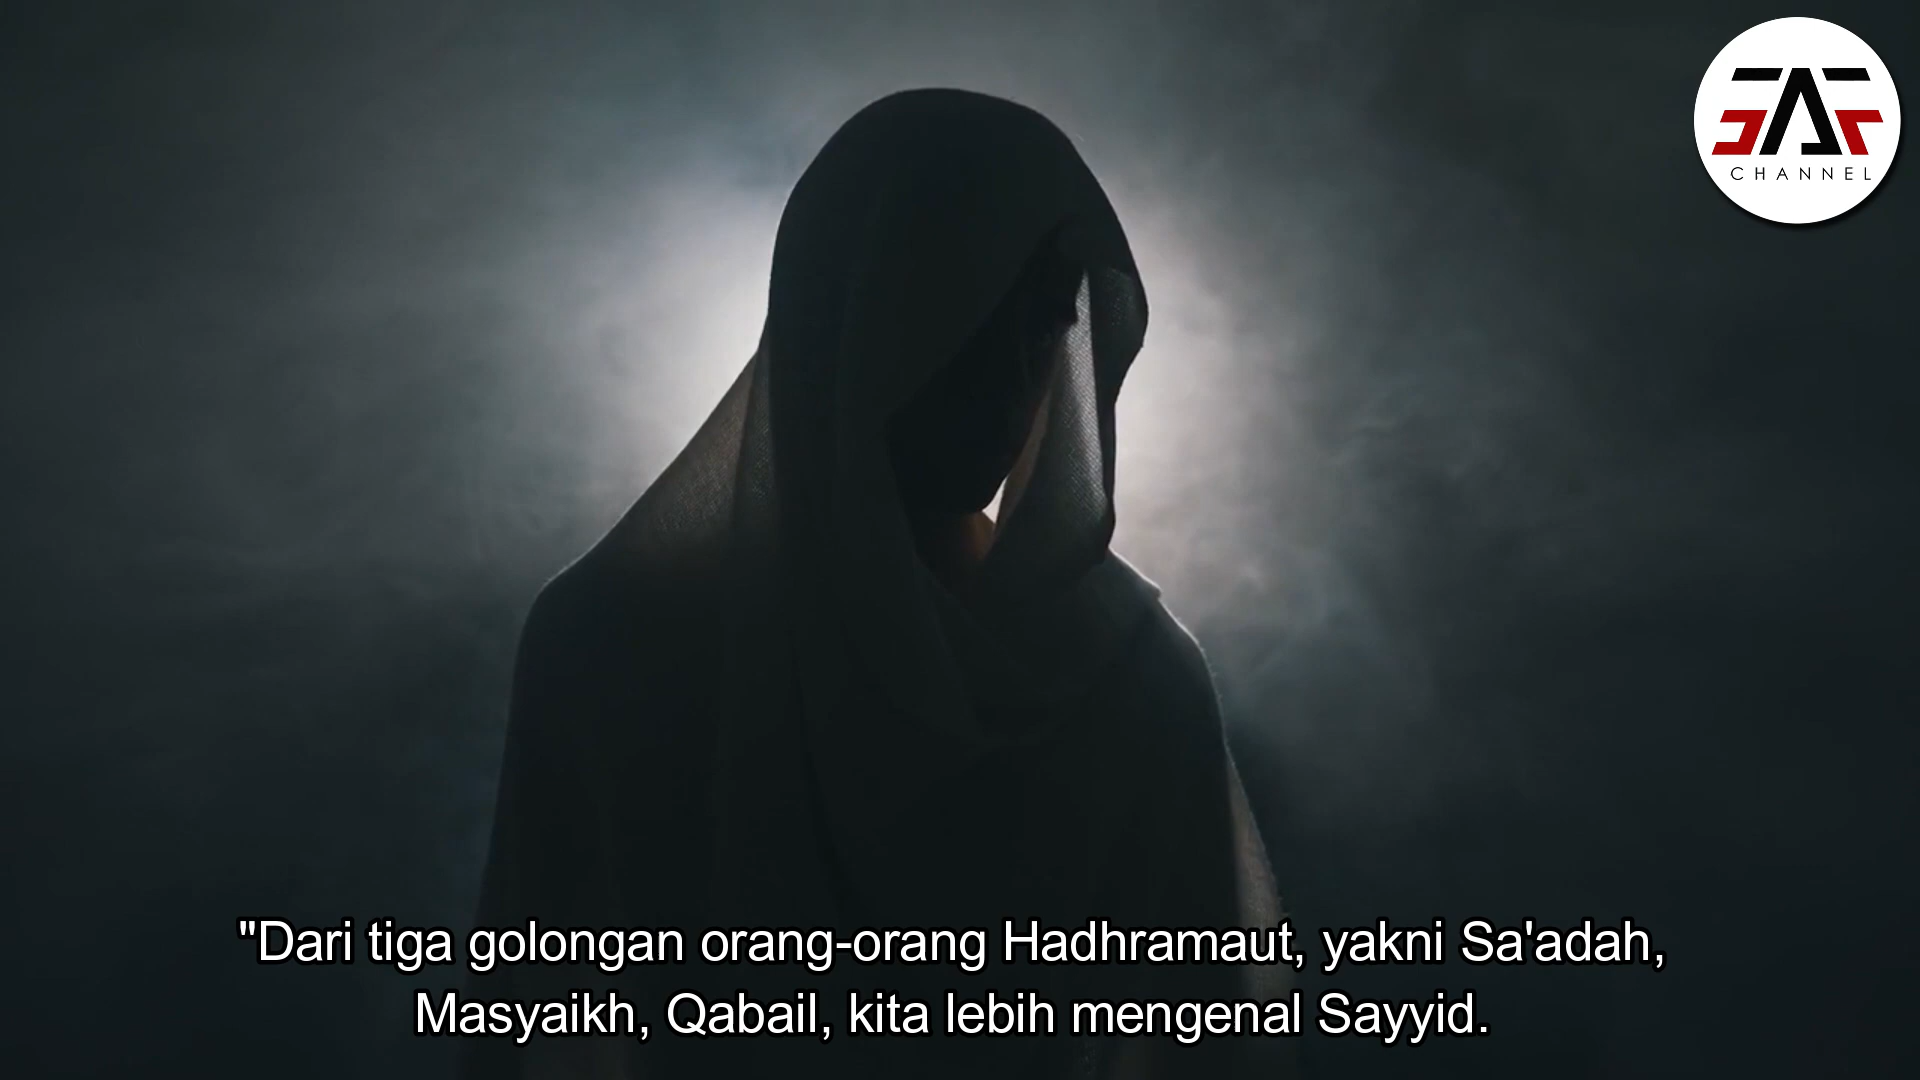 CHANNEL
"Dari tiga golongan orang-orang Hadhramaut, yakni Sa'adah,
Masyaikh, Qabail, kita lebih mengenal Sayyid.